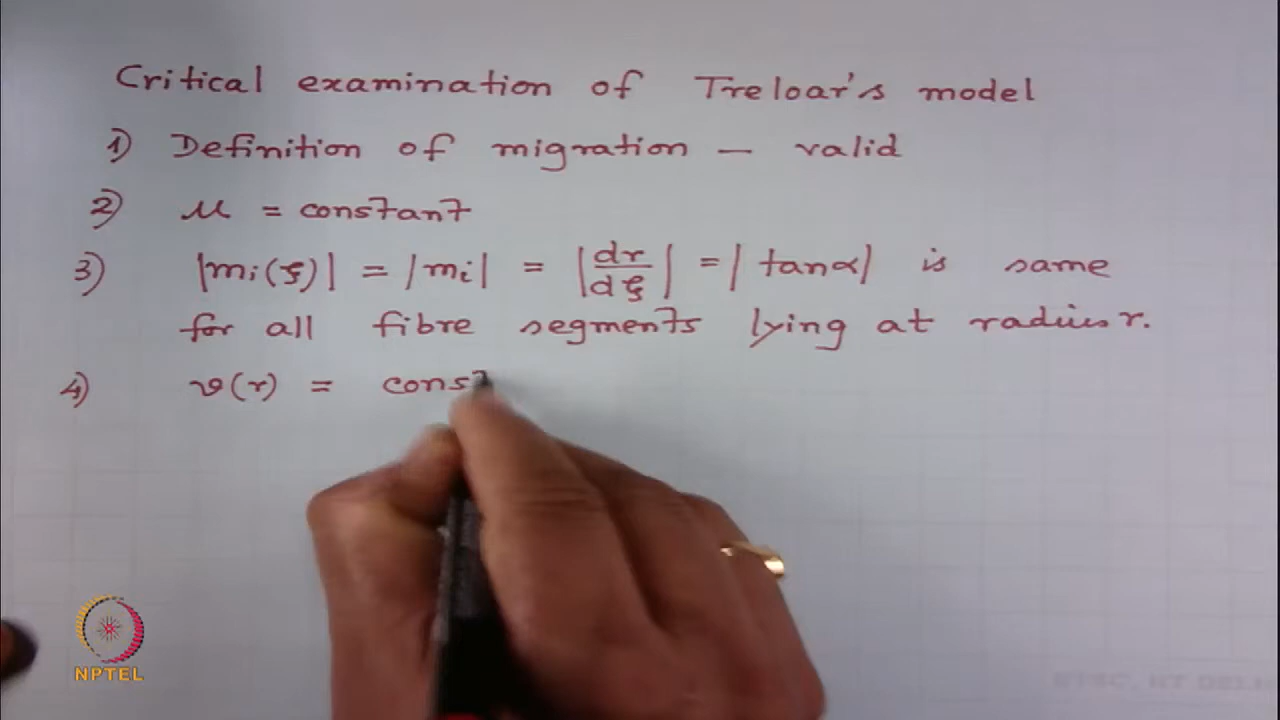 Critical examination of Treloar's model
1) Definition of migration — valid
2) μ = constant
3) |mᵢ(ξ)| = |mᵢ| = |dr/dξ| = |tanα| is same
for all fibre segments lying at radius r.
4) ϑ(r) = const
NPTEL